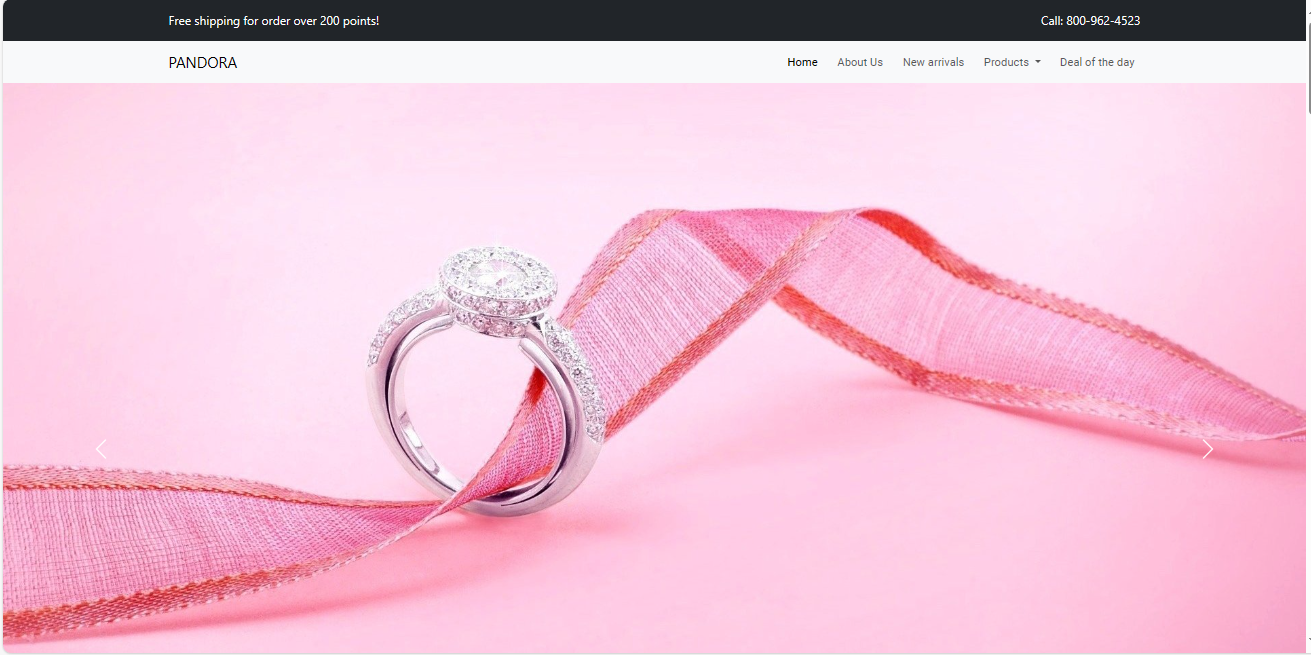 Free shipping for order over 200 points! Call: 800-962-4523
PANDORA Home About Us New arrivals Products Deal of the day